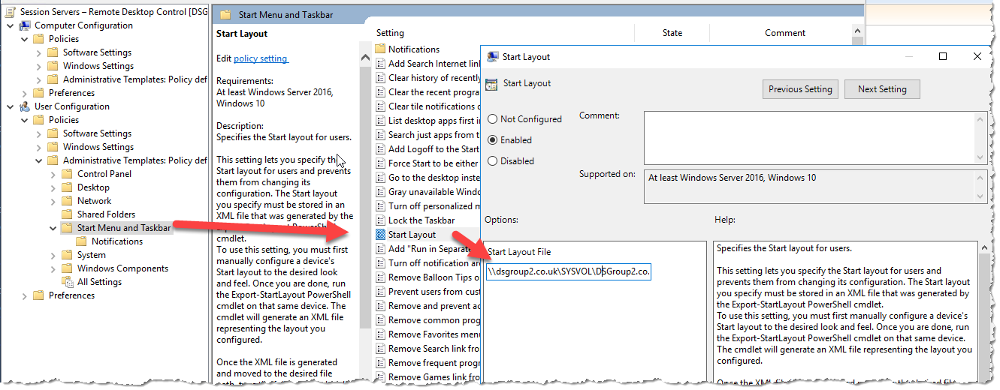 Session Servers – Remote Desktop Control [DSG
Computer Configuration
Policies
Software Settings
Windows Settings
Administrative Templates: Policy def
Preferences
User Configuration
Policies
Software Settings
Windows Settings
Administrative Templates: Policy def
Control Panel
Desktop
Network
Shared Folders
Start Menu and Taskbar
Notifications
System
Windows Components
All Settings
Preferences
Start Menu and Taskbar
Start Layout
Edit policy setting
Requirements:
At least Windows Server 2016,
Windows 10
Description:
Specifies the Start layout for users.
This setting lets you specify the
Start layout for users and prevents
them from changing its
configuration. The Start layout
you specify must be stored in an
XML file that was generated by the
PowerShell
cmdlet.
To use this setting, you must first
manually configure a device's
Start layout to the desired look
and feel. Once you are done, run
the Export-StartLayout PowerShell
cmdlet on that same device. The
cmdlet will generate an XML file
representing the layout you
configured.
Once the XML file is generated
and moved to the desired file
Setting
State
Comment
Notifications
Add Search Internet link
Clear history of recently
Clear the recent progra
Clear tile notifications d
List desktop apps first in
Search just apps from t
Add Logoff to the Start
Force Start to be either
Go to the desktop inste
Gray unavailable Windo
Turn off personalized m
Lock the Taskbar
Start Layout
Add "Run in Separate
Turn off notification are
Remove Balloon Tips o
Prevent users from cust
Remove and prevent ac
Remove common prog
Remove Favorites menu
Remove Search link fro
Remove frequent progr
Remove Games link from
Start Layout
Start Layout
Previous Setting
Next Setting
Not Configured
Enabled
Disabled
Comment:
Supported on:
At least Windows Server 2016, Windows 10
Options:
Help:
Start Layout File
\\dsgroup2.co.uk\SYSVOL\DSGroup2.co.
Specifies the Start layout for users.
This setting lets you specify the Start layout for users and
prevents them from changing its configuration. The Start layout
you specify must be stored in an XML file that was generated by
the Export-StartLayout PowerShell cmdlet.
To use this setting, you must first manually configure a device's
Start layout to the desired look and feel. Once you are done, run
the Export-StartLayout PowerShell cmdlet on that same device.
The cmdlet will generate an XML file representing the layout you
configured.